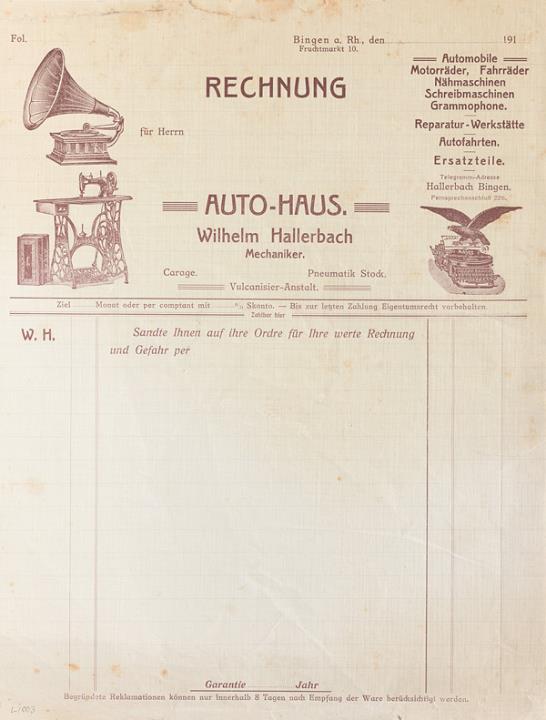 Fol.
Bingen a. Rh., den 191
Fruchtmarkt 10.
RECHNUNG
für Herrn
Automobile
Motorräder, Fahrräder
Nähmaschinen
Schreibmaschinen
Grammophone.
Reparatur-Werkstätte
Autofahrten.
Ersatzteile.
Telegramm-Adresse
Hallerbach Bingen.
AUTO-HAUS.
Wilhelm Hallerbach
Mechaniker.
Carage.
Pneumatik Stock.
Vulcanisier-Anstalt.
Ziel Monat oder per comptant mit % Skonto. — Bis zur letzten Zahlung Eigentumsrecht vorbehalten.
Zahlbar hier
W. H.
Sandte Ihnen auf ihre Ordre für Ihre werte Rechnung
und Gefahr per
Garantie Jahr
Begründete Reklamationen können nur innerhalb 8 Tagen nach Empfang der Ware berücksichtigt werden.